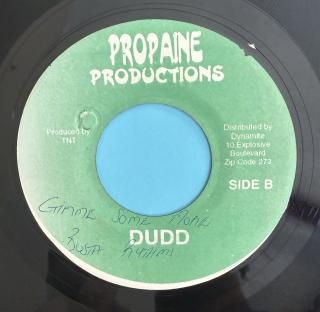 PROPAINE
PRODUCTIONS
Produced by
TNT
Distributed by
Dynamite
10 Explosive
Boulevard
Zip Code 273
SIDE B
Gimme Some More
DUDD
Busta Rythms